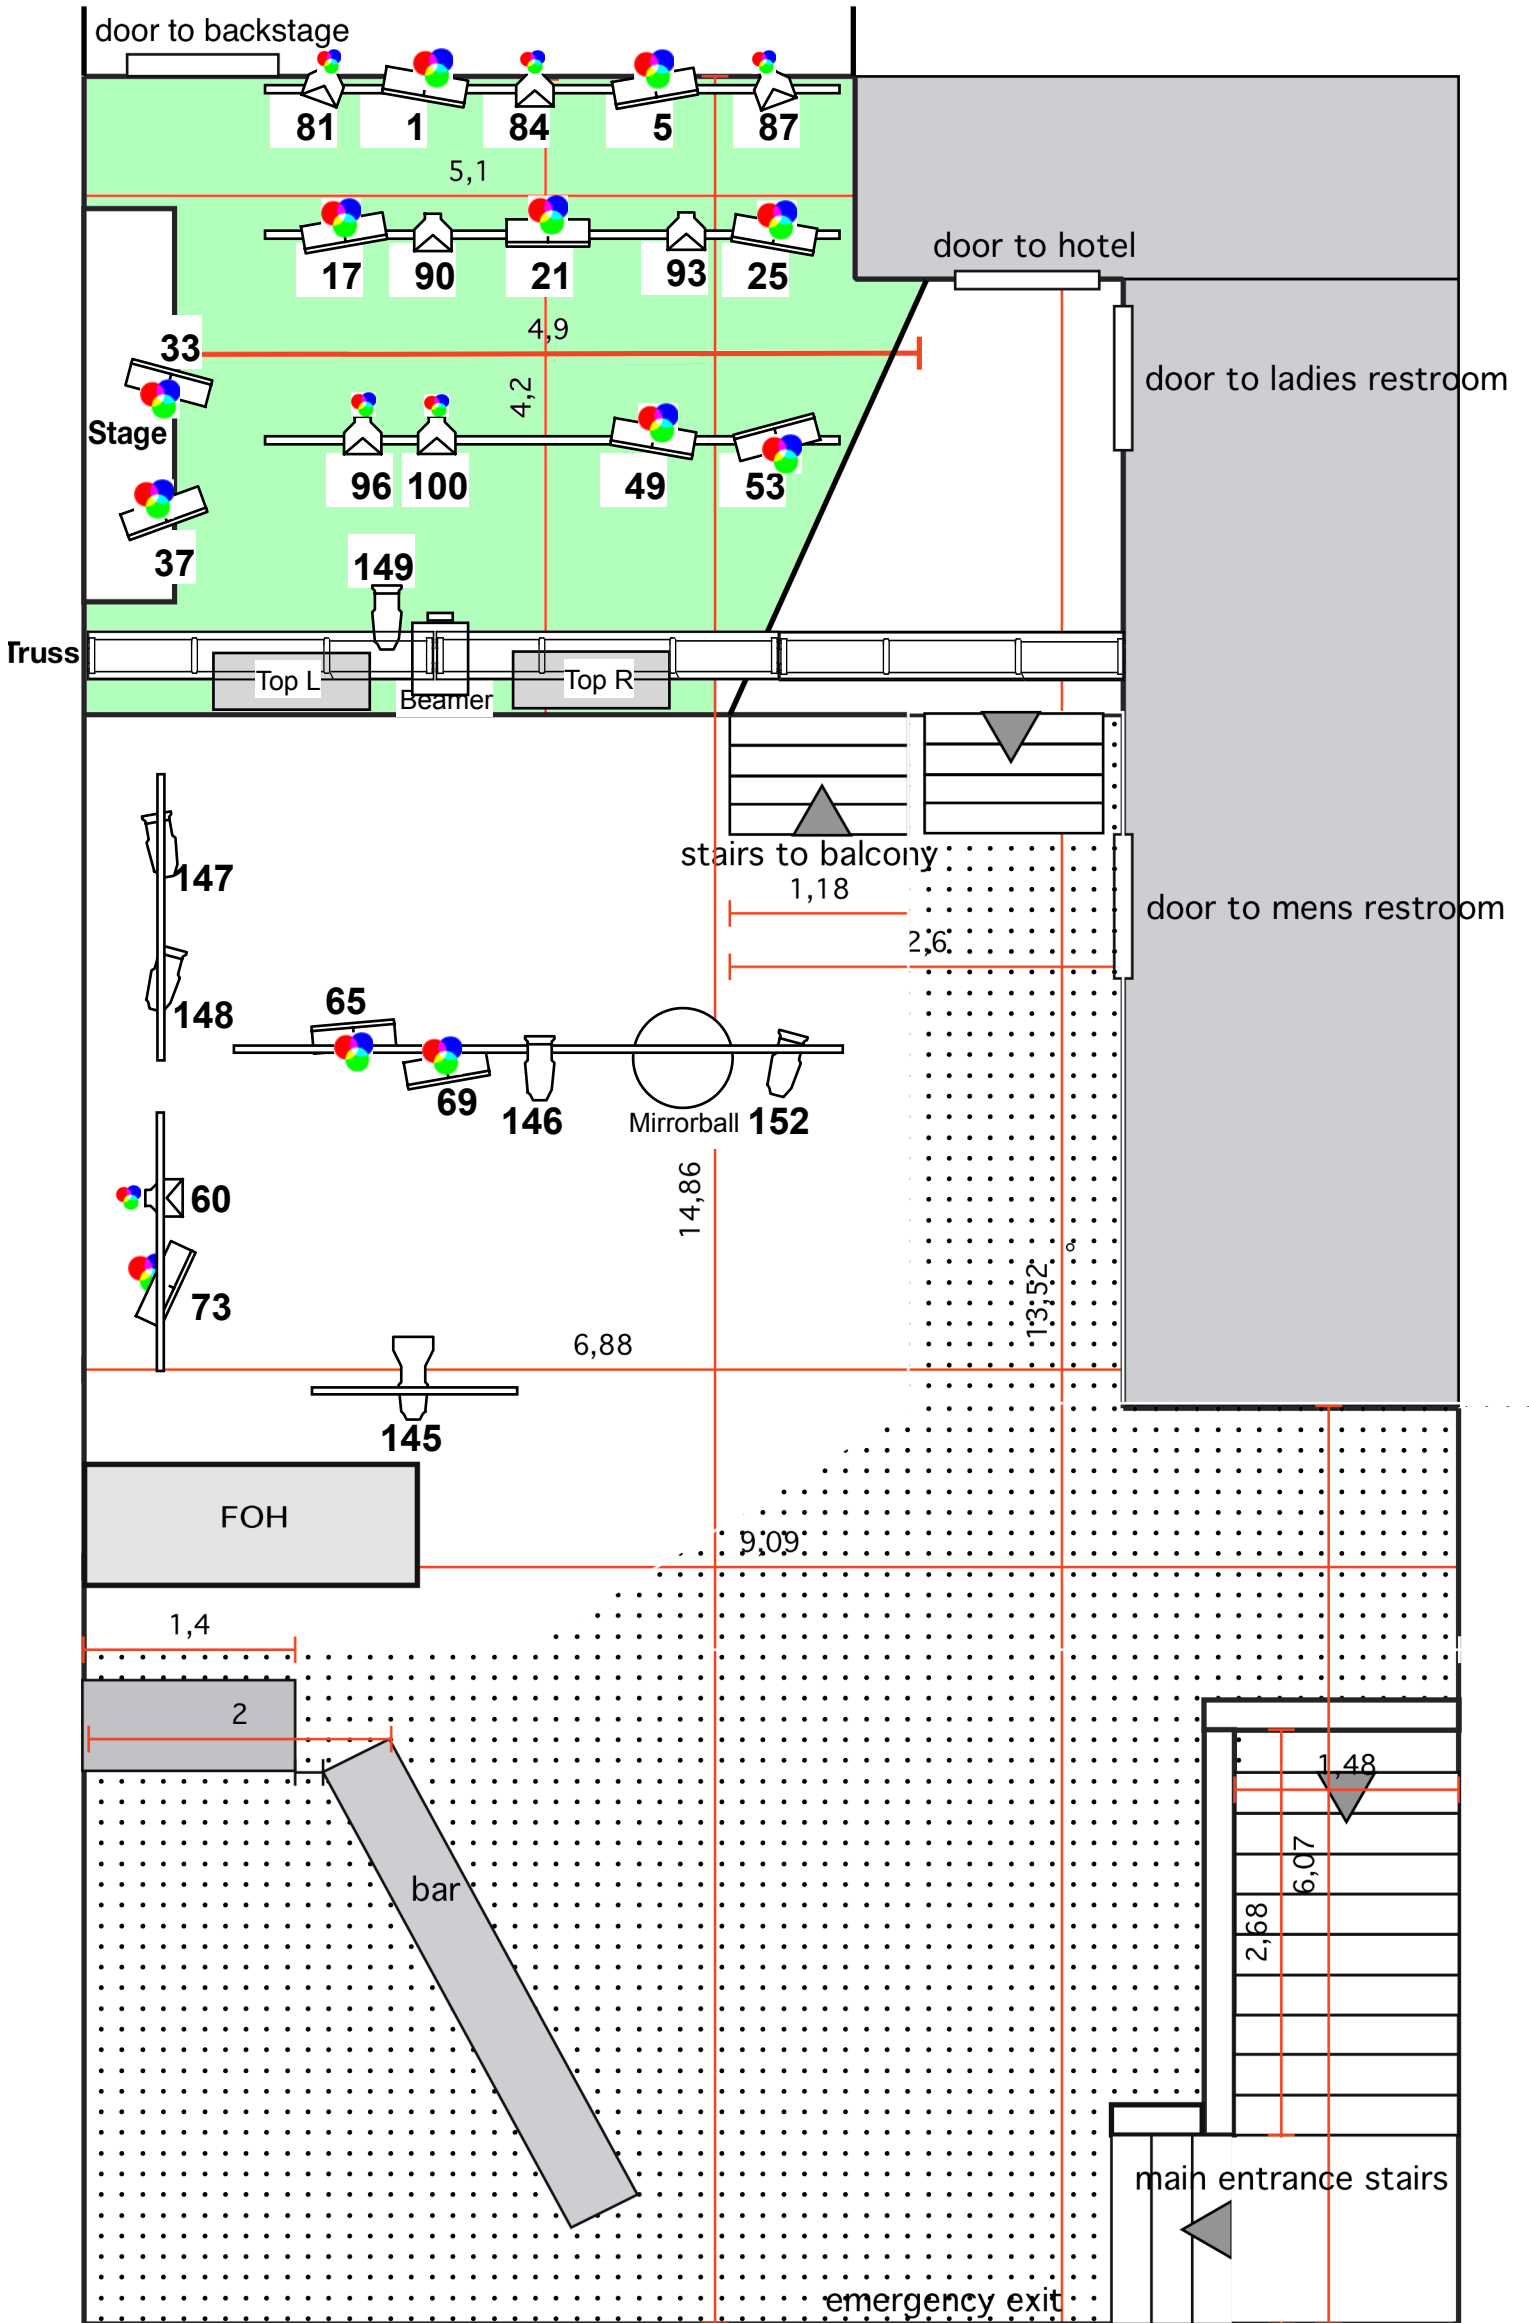 door to backstage
81 1 84 5 87
5,1
17 90 21 93 25
door to hotel
33
4,9
4,2
door to ladies restroom
Stage
96 100 49 53
37
149
Truss
Top L
Beamer
Top R
stairs to balcony
147
1,18
door to mens restroom
2,6
148
65
69
146
Mirrorball
152
14,86
60
13,52
73
6,88
145
FOH
9,09
1,4
2
1,48
bar
6,07
2,68
main entrance stairs
emergency exit